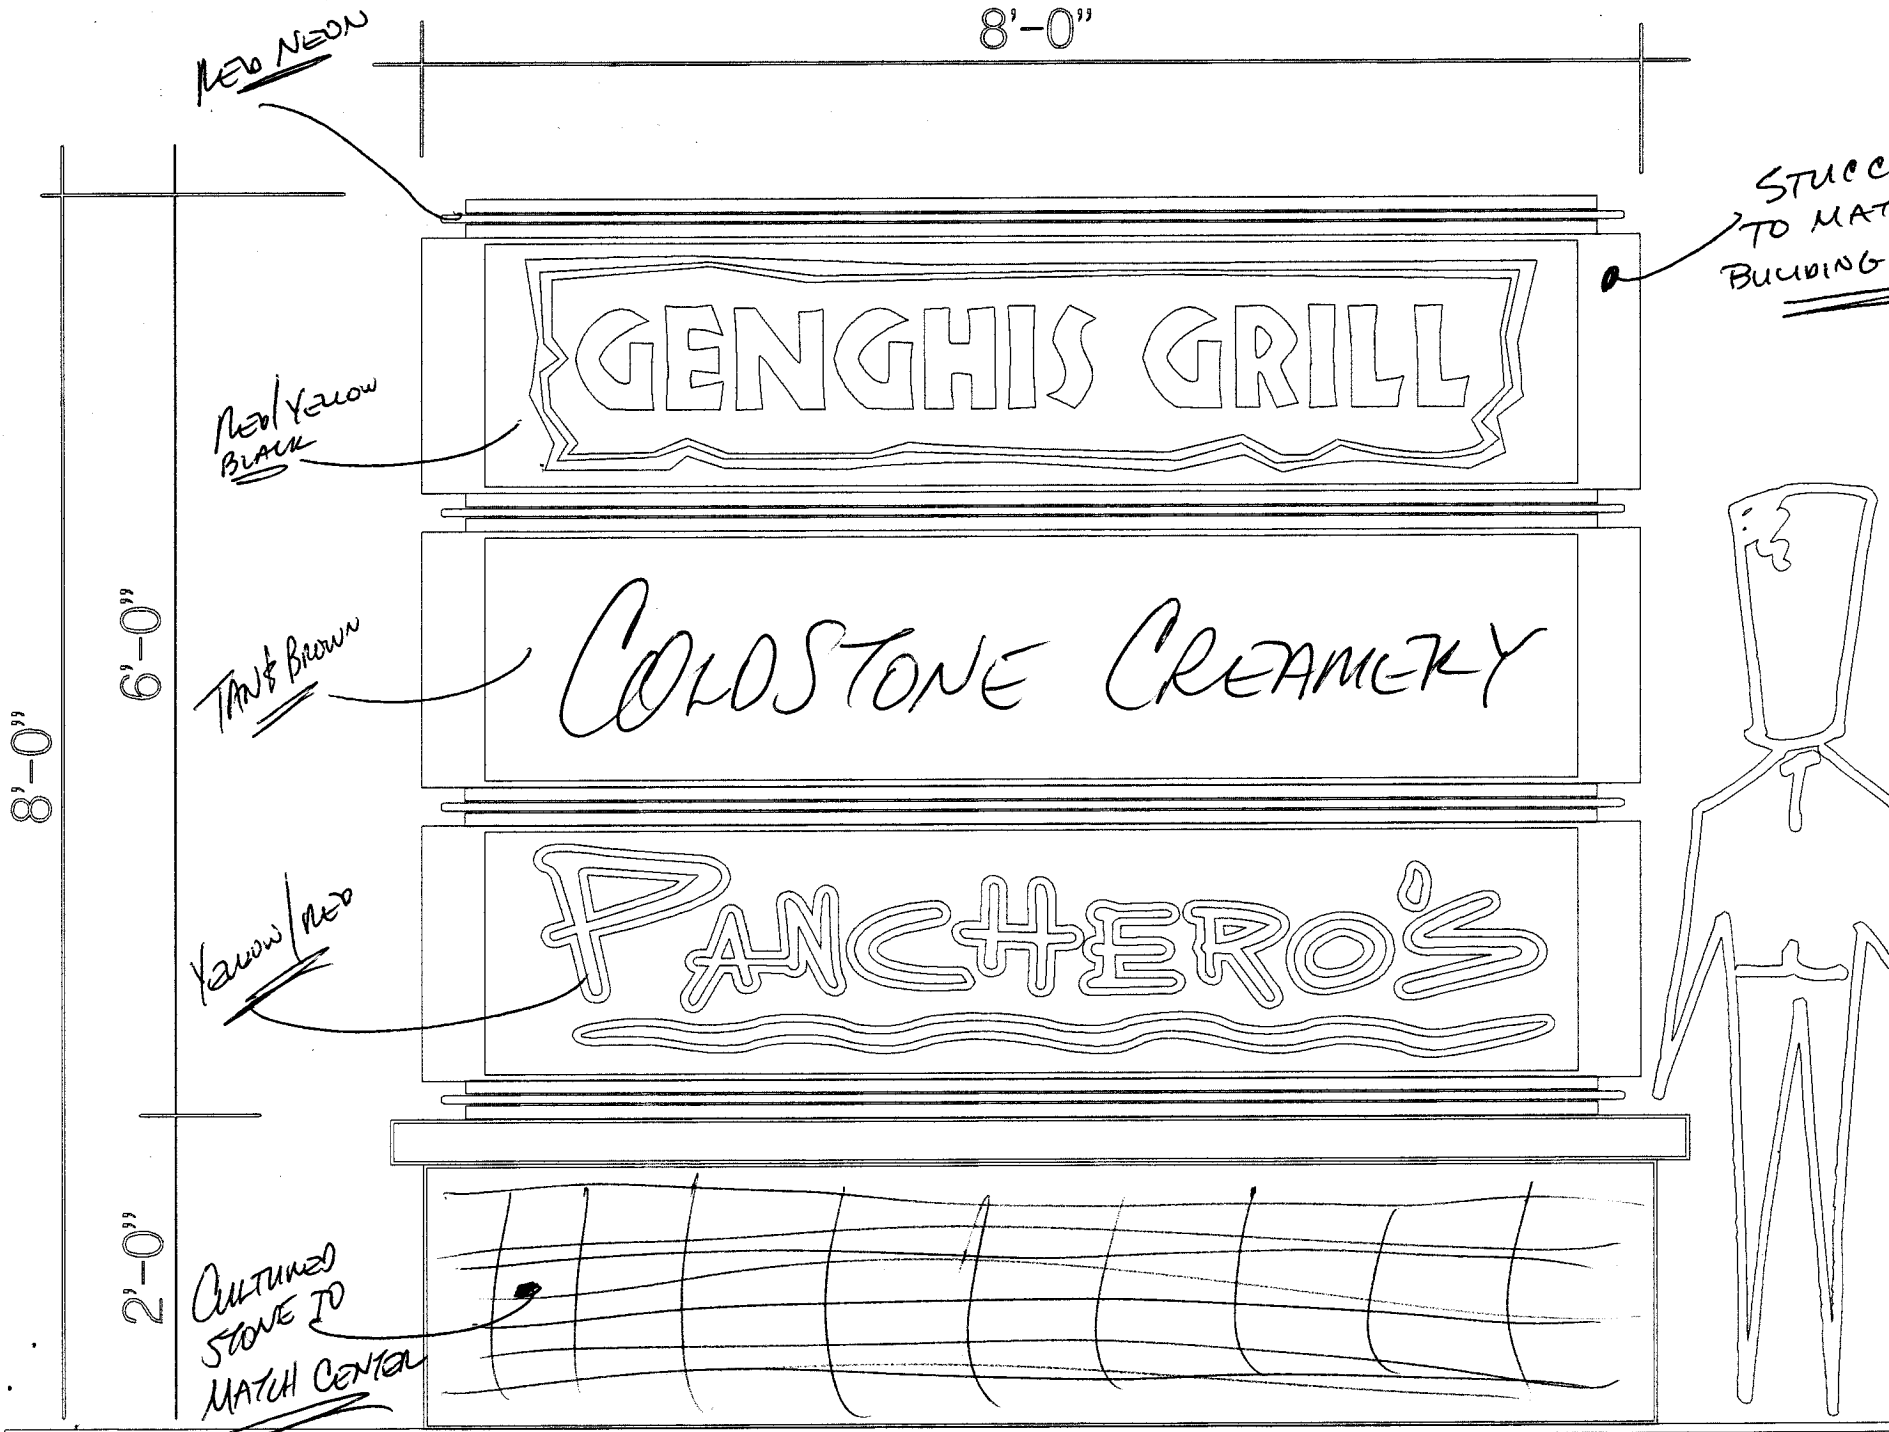 8'-0"
RED NEON
STUCC
TO MAT
BUILDING
GENGHIS GRILL
RED/YELLOW
BLACK
6'-0"
TAN & BROWN
COLDSTONE CREAMERY
8'-0"
PANCHERO'S
YELLOW/RED
2'-0"
CULTURED
STONE TO
MATCH CENTER